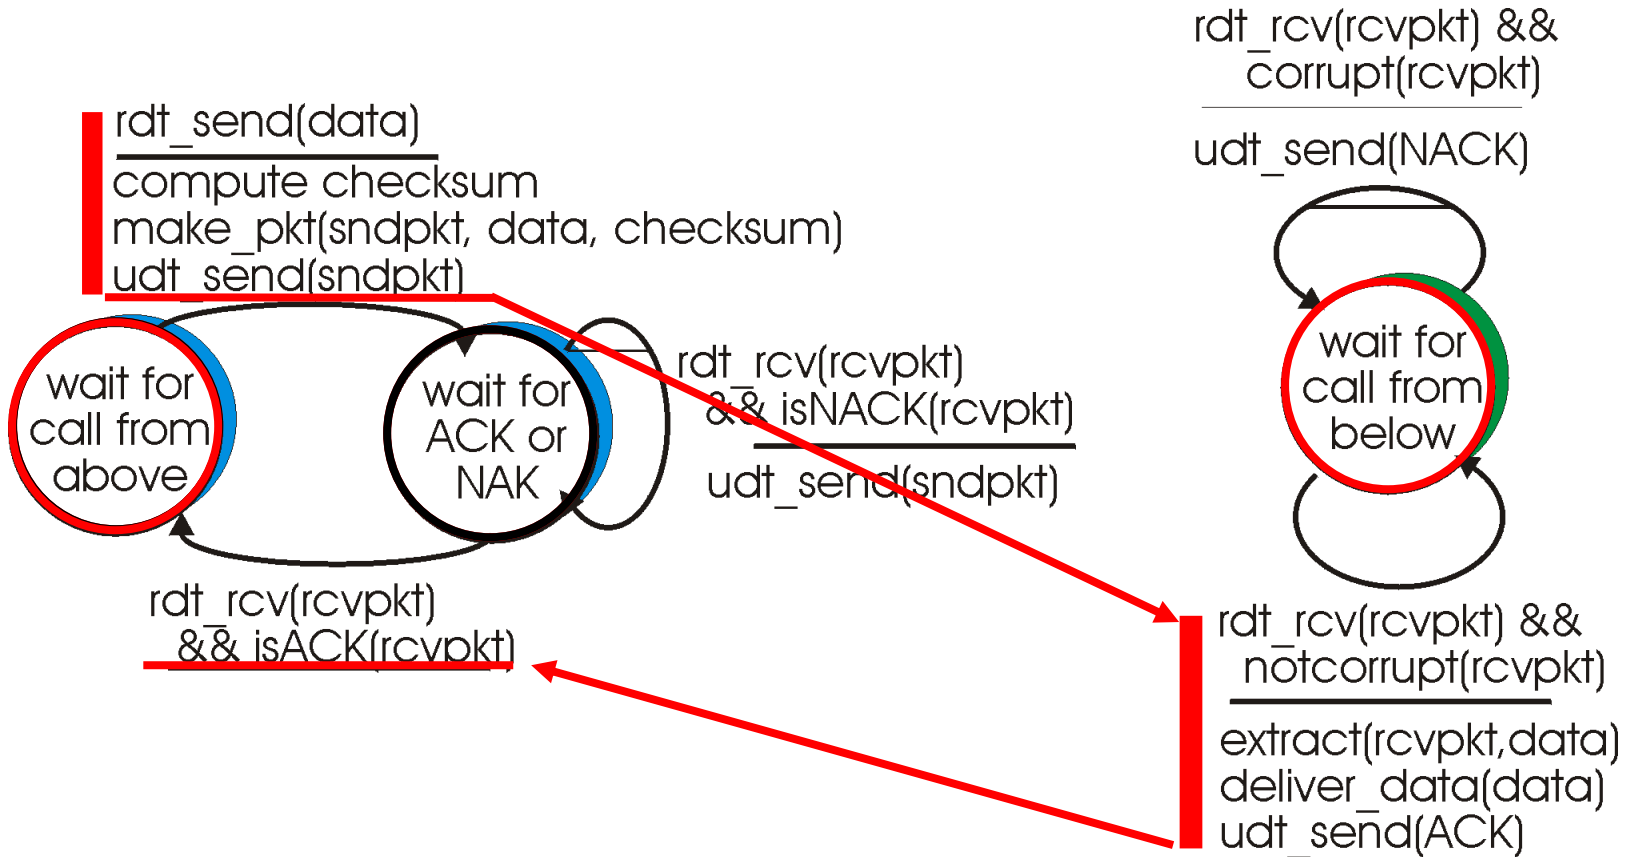 rdt_rcv(rcvpkt) &&
corrupt(rcvpkt)
udt_send(NACK)
rdt_send(data)
compute checksum
make_pkt(sndpkt, data, checksum)
udt_send(sndpkt)
wait for
call from
above
wait for
ACK or
NAK
rdt_rcv(rcvpkt)
&& isNACK(rcvpkt)
udt_send(sndpkt)
wait for
call from
below
rdt_rcv(rcvpkt)
&& isACK(rcvpkt)
rdt_rcv(rcvpkt) &&
notcorrupt(rcvpkt)
extract(rcvpkt,data)
deliver_data(data)
udt_send(ACK)